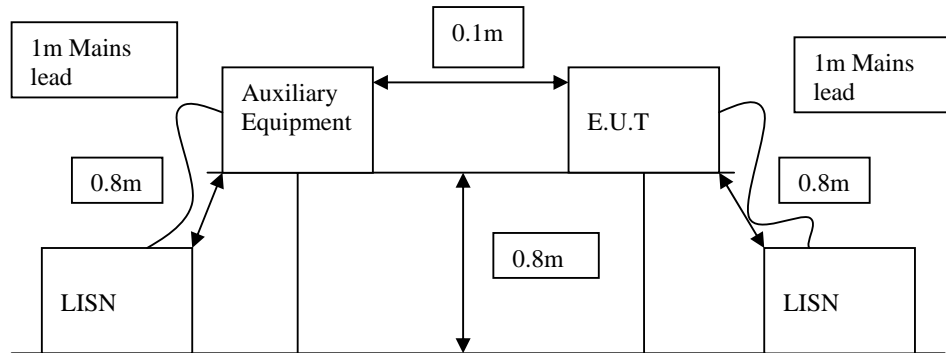 0.1m
1m Mains
lead
1m Mains
lead
Auxiliary
Equipment
E.U.T
0.8m
0.8m
0.8m
LISN
LISN